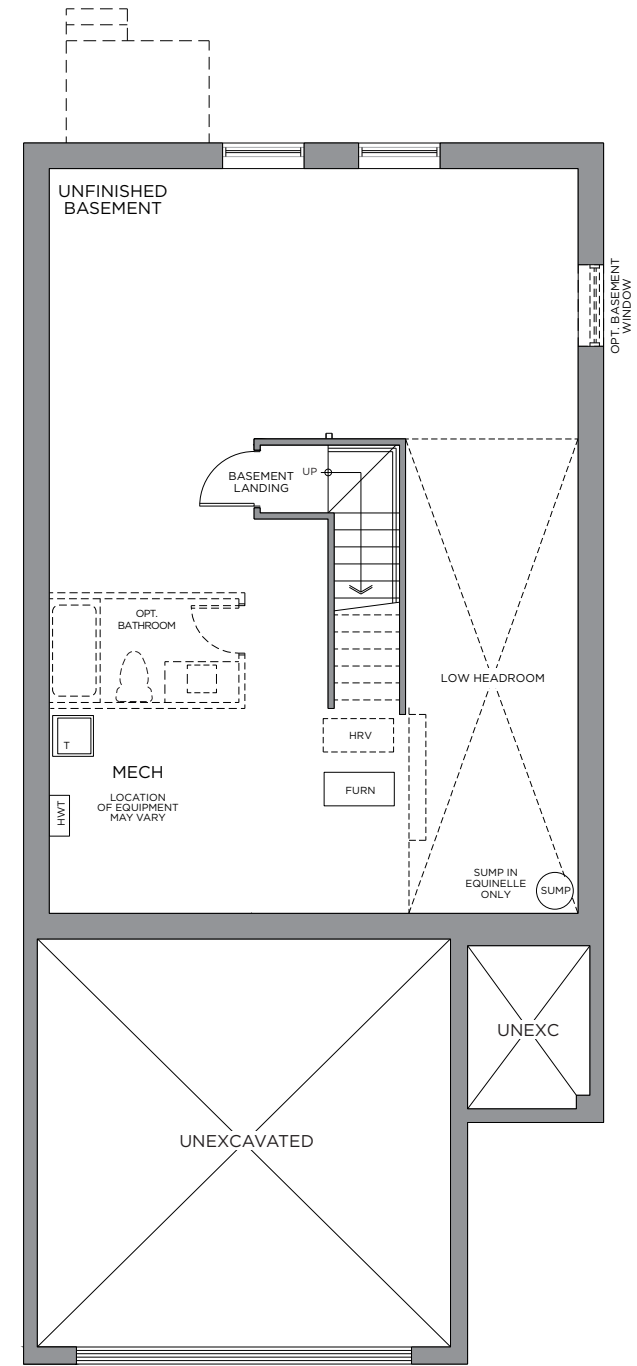 UNFINISHED
BASEMENT
OPT. BASEMENT
WINDOW
BASEMENT
LANDING
UP
OPT.
BATHROOM
LOW HEADROOM
T
HRV
MECH
LOCATION
OF EQUIPMENT
MAY VARY
FURN
HWT
SUMP IN
EQUINELLE
ONLY
SUMP
UNEXC
UNEXCAVATED